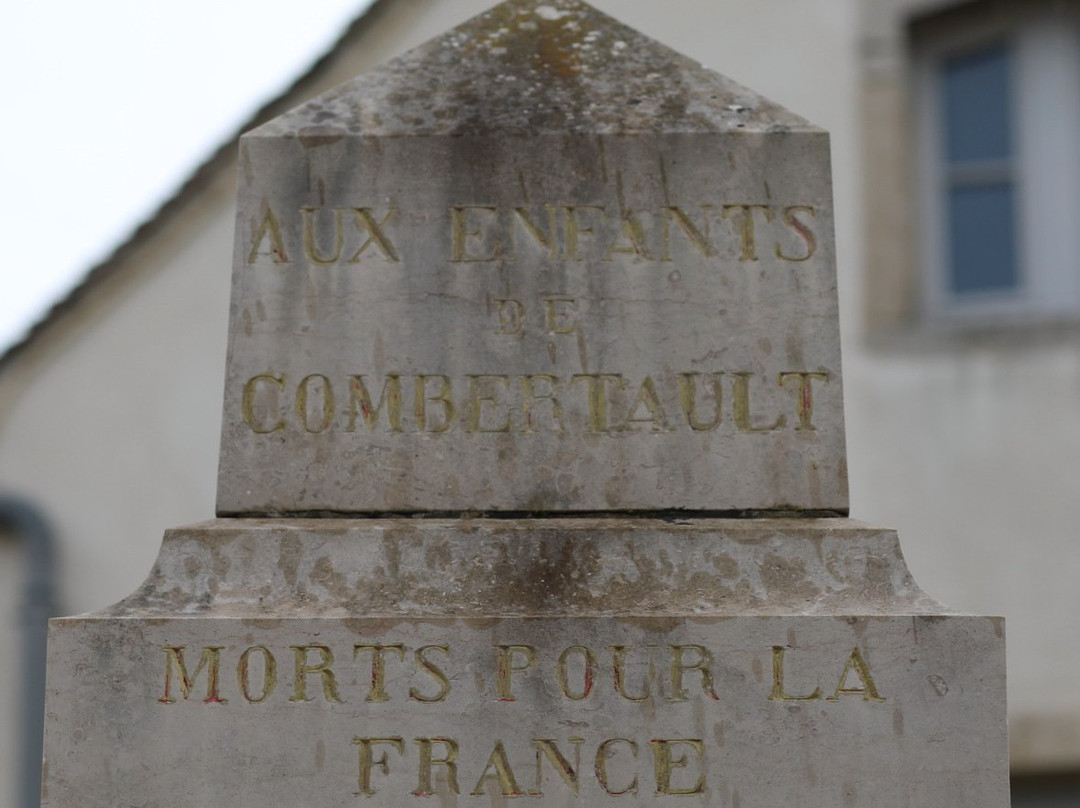 AUX ENFANTS
DE
COMBERTAULT
MORTS POUR LA
FRANCE